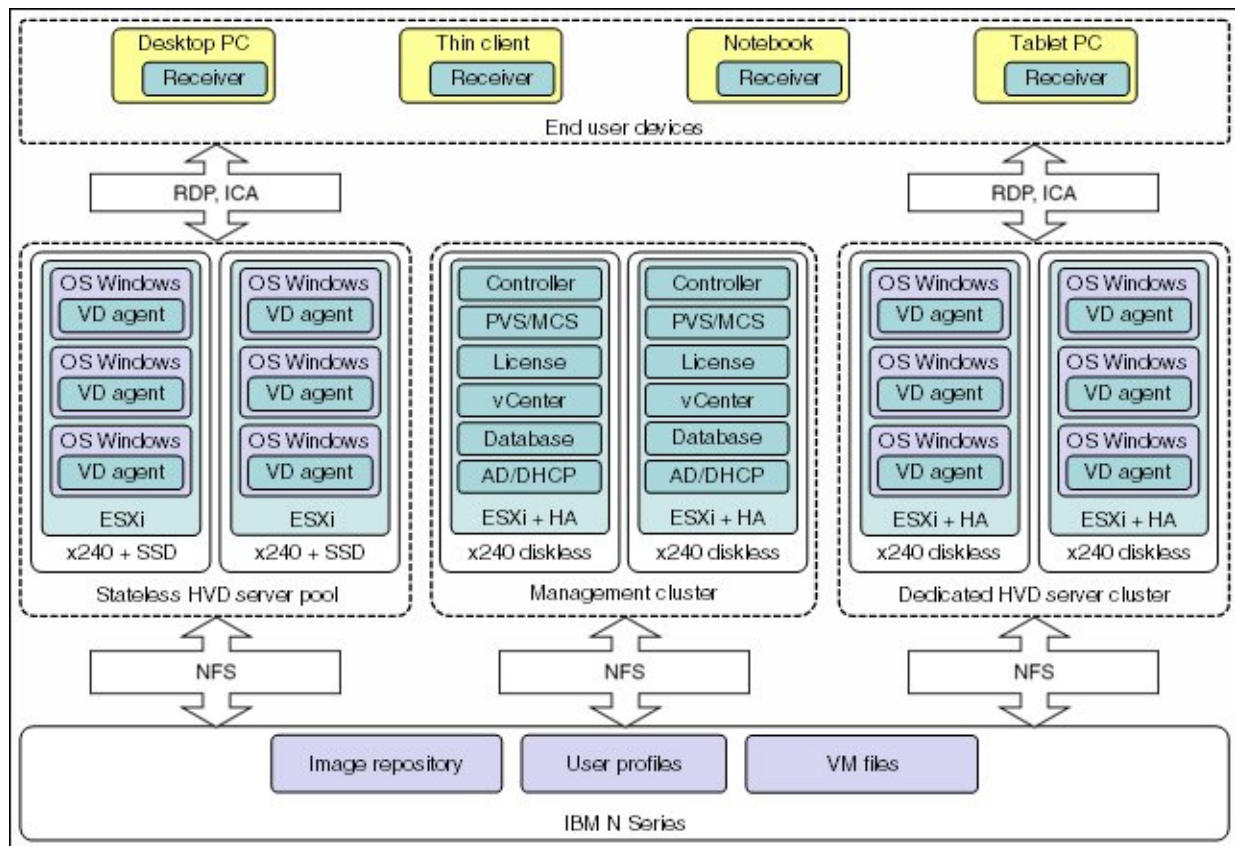 Desktop PC
Receiver
Thin client
Receiver
Notebook
Receiver
Tablet PC
Receiver
End user devices
RDP, ICA
RDP, ICA
OS Windows
VD agent
OS Windows
VD agent
OS Windows
VD agent
ESXi
x240 + SSD
OS Windows
VD agent
OS Windows
VD agent
OS Windows
VD agent
ESXi
x240 + SSD
Stateless HVD server pool
Controller
PVS/MCS
License
vCenter
Database
AD/DHCP
ESXi + HA
x240 diskless
Controller
PVS/MCS
License
vCenter
Database
AD/DHCP
ESXi + HA
x240 diskless
Management cluster
OS Windows
VD agent
OS Windows
VD agent
OS Windows
VD agent
ESXi + HA
x240 diskless
OS Windows
VD agent
OS Windows
VD agent
OS Windows
VD agent
ESXi + HA
x240 diskless
Dedicated HVD server cluster
NFS
NFS
NFS
Image repository
User profiles
VM files
IBM N Series